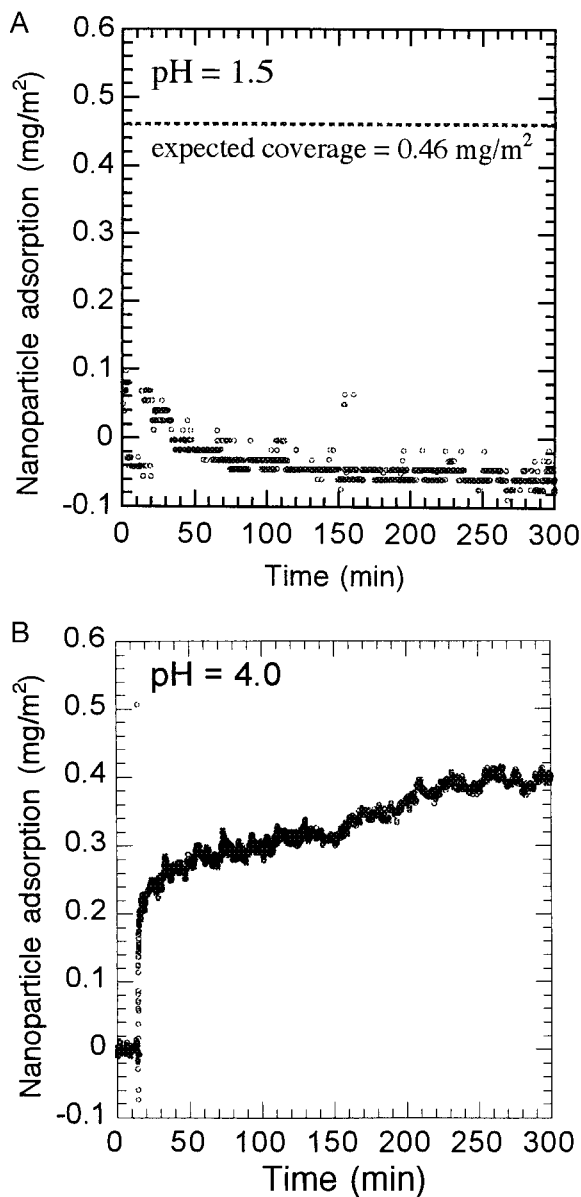 A
Nanoparticle adsorption (mg/m²)
0.6
0.5
0.4
0.3
0.2
0.1
0
-0.1
pH = 1.5
expected coverage = 0.46 mg/m²
0 50 100 150 200 250 300
Time (min)
B
Nanoparticle adsorption (mg/m²)
0.6
0.5
0.4
0.3
0.2
0.1
0
-0.1
pH = 4.0
0 50 100 150 200 250 300
Time (min)